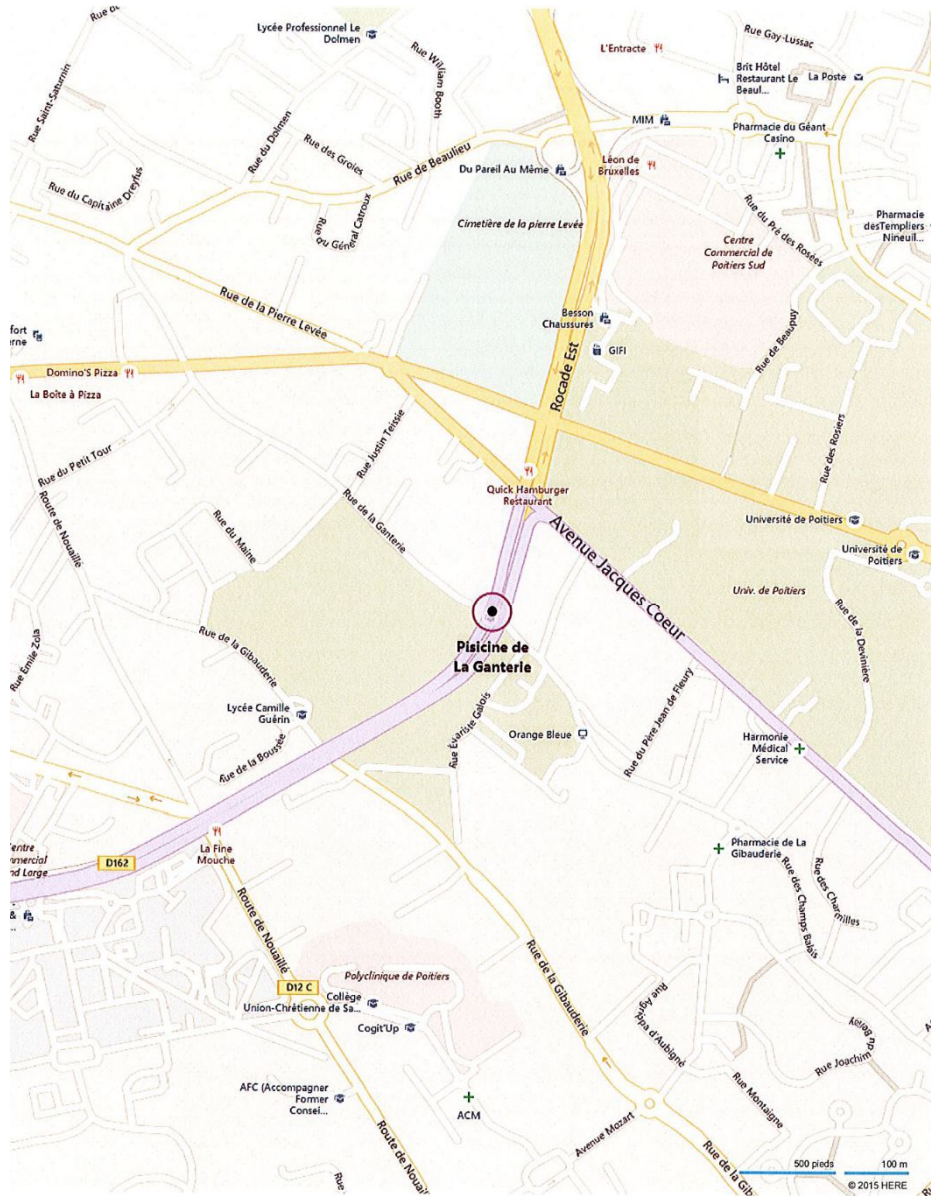 Rue de
Rue Saint-Saturnin
Lycée Professionnel Le
Dolmen
Rue William Booth
L'Entracte
Rue Gay-Lussac
Brit Hôtel
Restaurant Le
Beaul...
La Poste
MIM
Pharmacie du Géant
Casino
Rue du Dolmen
Rue des Groies
Rue de Beaulieu
Du Pareil Au Même
Léon de
Bruxelles
Rue du Capitaine Dreyfus
Rue
du Général Catroux
Cimetière de la pierre Levée
Rue du Pré des Rosées
Centre
Commercial de
Poitiers Sud
Pharmacie
desTempliers
Nineuil...
Rue de la Pierre Levée
Besson
Chaussures
GIFI
Rocade Est
Rue de Beaupuy
fort
erne
Domino'S Pizza
La Boîte à Pizza
Rue Justin Teissie
Rue des Rosiers
Rue du Petit Tour
Quick Hamburger
Restaurant
Route de Nouaillé
Rue du Maine
Rue de la Ganterie
Avenue Jacques Coeur
Université de Poitiers
Université de
Poitiers
Univ. de Poitiers
Rue de la Devinière
Pisicine de
La Ganterie
Rue Emile Zola
Rue de la Gibauderie
Lycée Camille
Guérin
Rue Évariste Galois
Orange Bleue
Rue du Père Jean de Fleury
Harmonie
Médical
Service
Rue de la Boussée
La Fine
Mouche
entre
mercial
nd Large
D162
&
...
Pharmacie de La
Gibauderie
Rue des Charmilles
Rue des Champs Balais
Route de Nouaillé
Polyclinique de Poitiers
D12 C
Collège
Union-Chrétienne de Sa...
Cogit'Up
Rue de la Gibauderie
Rue Agrippa d'Aubigné
du Bellay
Rue Joachim
Rue Montaigne
AFC (Accompagner
Former
Consei...
ACM
Avenue Mozart
Route de Nouai
Rue de la Gib
Rue
500 pieds
100 m
© 2015 HERE